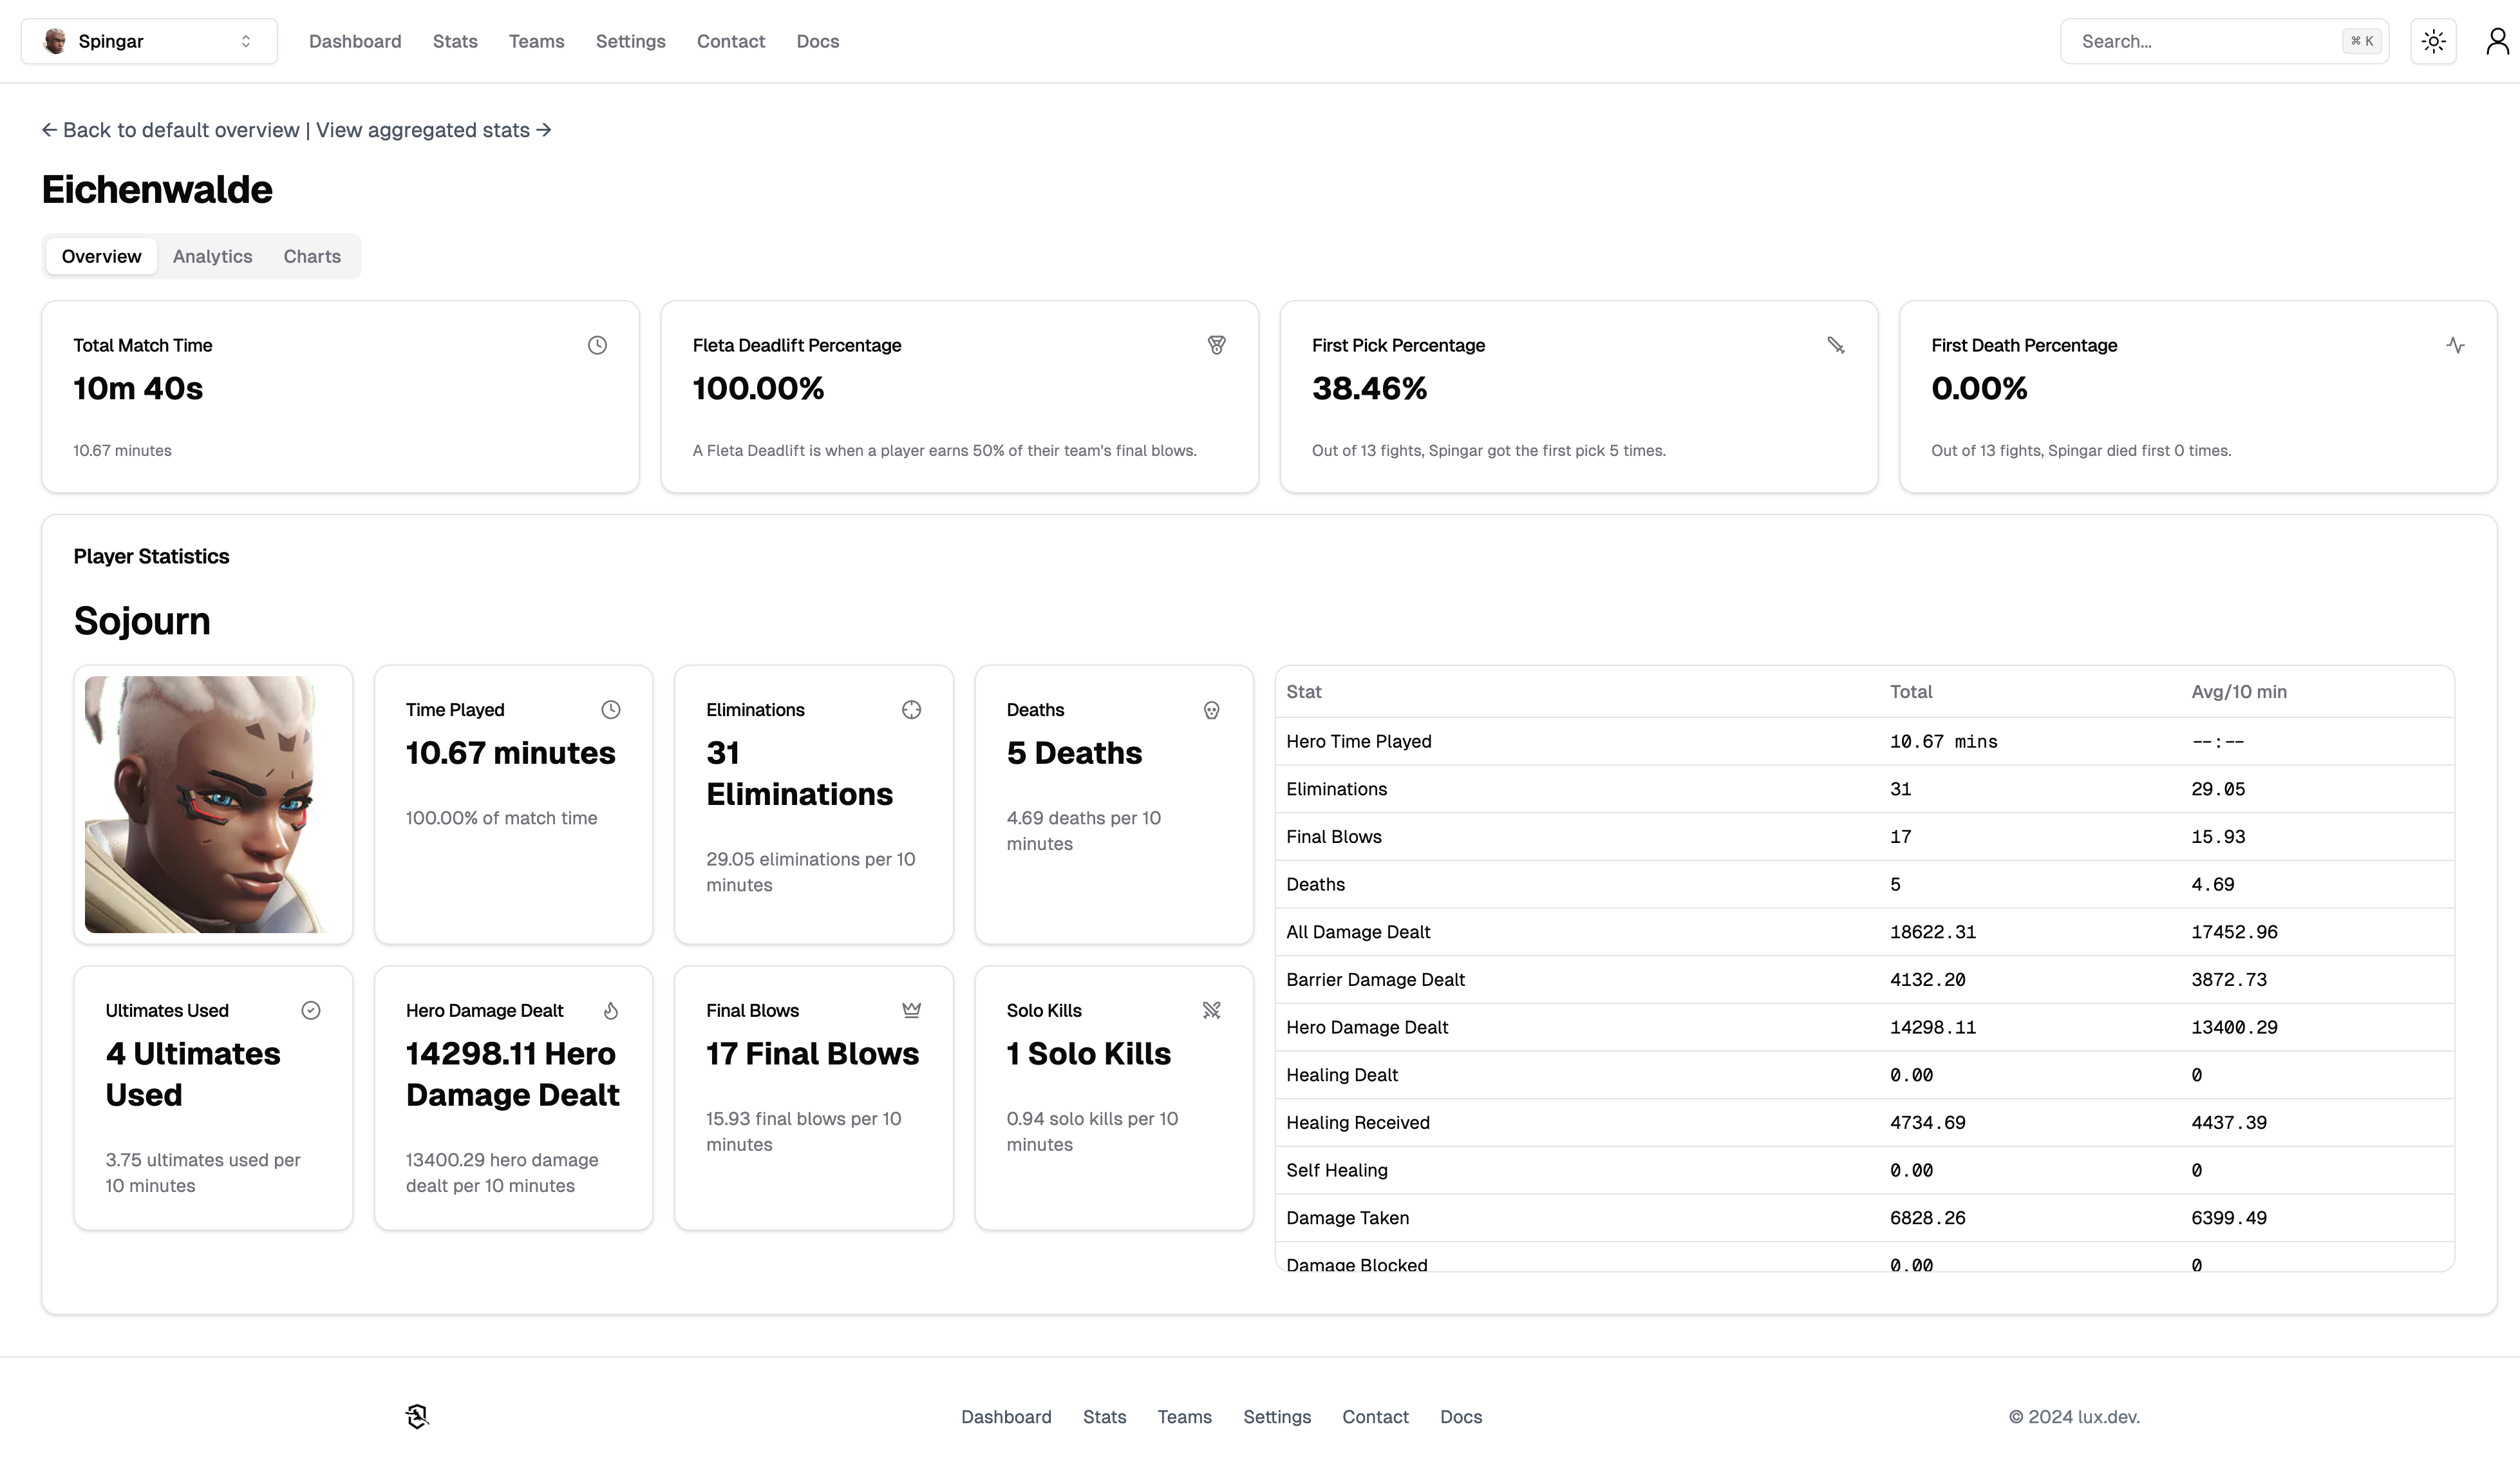 Spingar
Dashboard Stats Teams Settings Contact Docs
Search... ⌘ K
← Back to default overview | View aggregated stats →
Eichenwalde
Overview Analytics Charts
Total Match Time
10m 40s
10.67 minutes
Fleta Deadlift Percentage
100.00%
A Fleta Deadlift is when a player earns 50% of their team's final blows.
First Pick Percentage
38.46%
Out of 13 fights, Spingar got the first pick 5 times.
First Death Percentage
0.00%
Out of 13 fights, Spingar died first 0 times.
Player Statistics
Sojourn
Time Played
10.67 minutes
100.00% of match time
Eliminations
31
Eliminations
29.05 eliminations per 10
minutes
Deaths
5 Deaths
4.69 deaths per 10
minutes
Ultimates Used
4 Ultimates
Used
3.75 ultimates used per
10 minutes
Hero Damage Dealt
14298.11 Hero
Damage Dealt
13400.29 hero damage
dealt per 10 minutes
Final Blows
17 Final Blows
15.93 final blows per 10
minutes
Solo Kills
1 Solo Kills
0.94 solo kills per 10
minutes
Stat Total Avg/10 min
Hero Time Played 10.67 mins --:--
Eliminations 31 29.05
Final Blows 17 15.93
Deaths 5 4.69
All Damage Dealt 18622.31 17452.96
Barrier Damage Dealt 4132.20 3872.73
Hero Damage Dealt 14298.11 13400.29
Healing Dealt 0.00 0
Healing Received 4734.69 4437.39
Self Healing 0.00 0
Damage Taken 6828.26 6399.49
Damage Blocked 0.00 0
Dashboard Stats Teams Settings Contact Docs
© 2024 lux.dev.